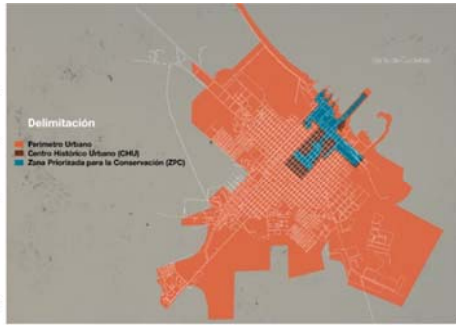 Delimitación
Perímetro Urbano
Centro Histórico Urbano (CHU)
Zona Priorizada para la Conservación (ZPC)